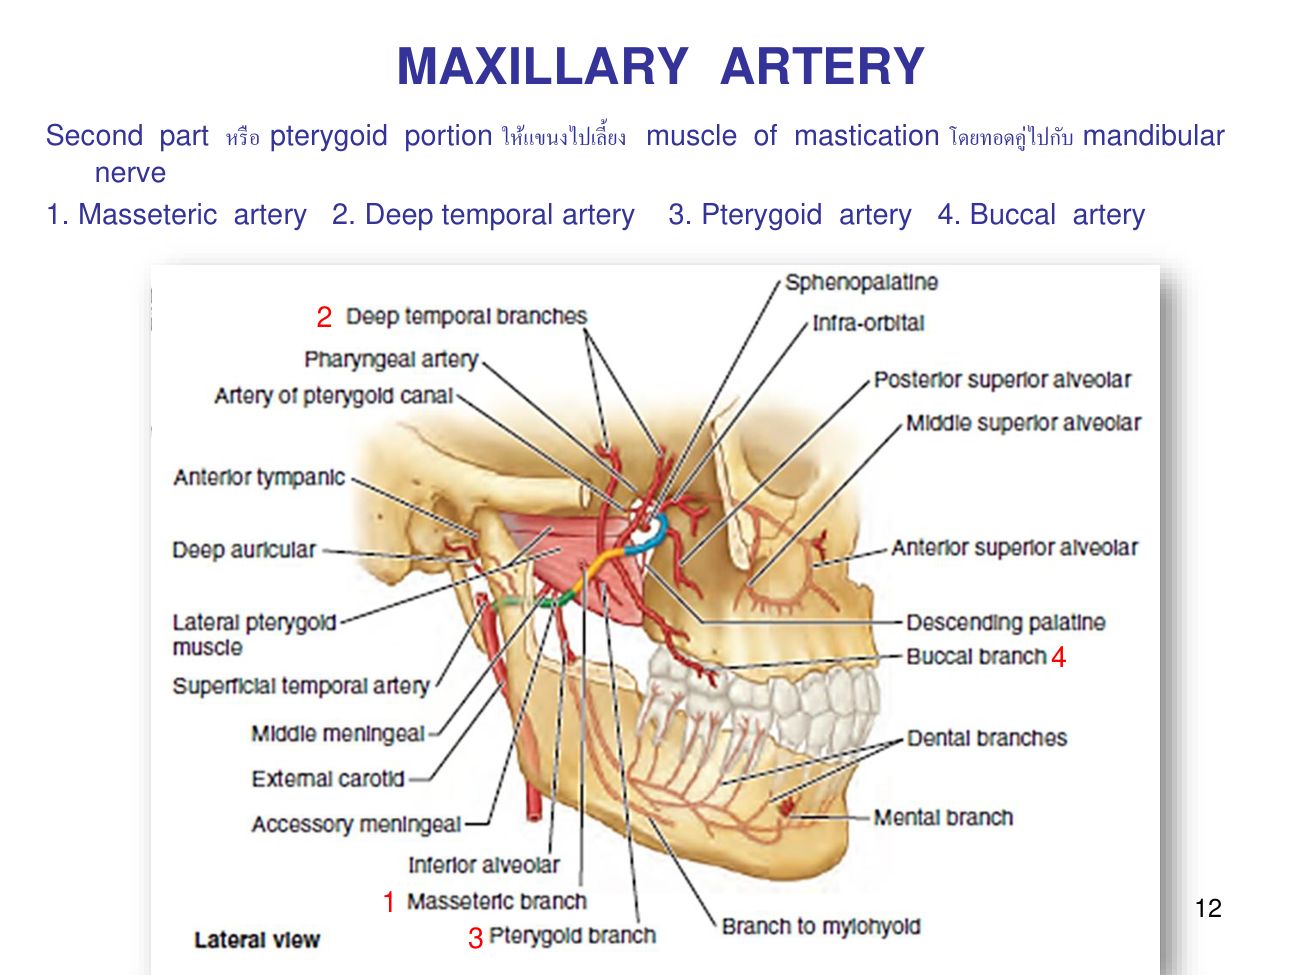 MAXILLARY ARTERY
Second part หรือ pterygoid portion ให้แขนงไปเลี้ยง muscle of mastication โดยทอดคู่ไปกับ mandibular
nerve
1. Masseteric artery 2. Deep temporal artery 3. Pterygoid artery 4. Buccal artery
Sphenopalatine
2 Deep temporal branches
Infra-orbital
Pharyngeal artery
Posterior superior alveolar
Artery of pterygoid canal
Middle superior alveolar
Anterior tympanic
Deep auricular
Anterior superior alveolar
Lateral pterygoid
muscle
Descending palatine
Buccal branch 4
Superficial temporal artery
Middle meningeal
Dental branches
External carotid
Accessory meningeal
Mental branch
Inferior alveolar
1 Masseteric branch
12
Branch to mylohyoid
3 Pterygoid branch
Lateral view